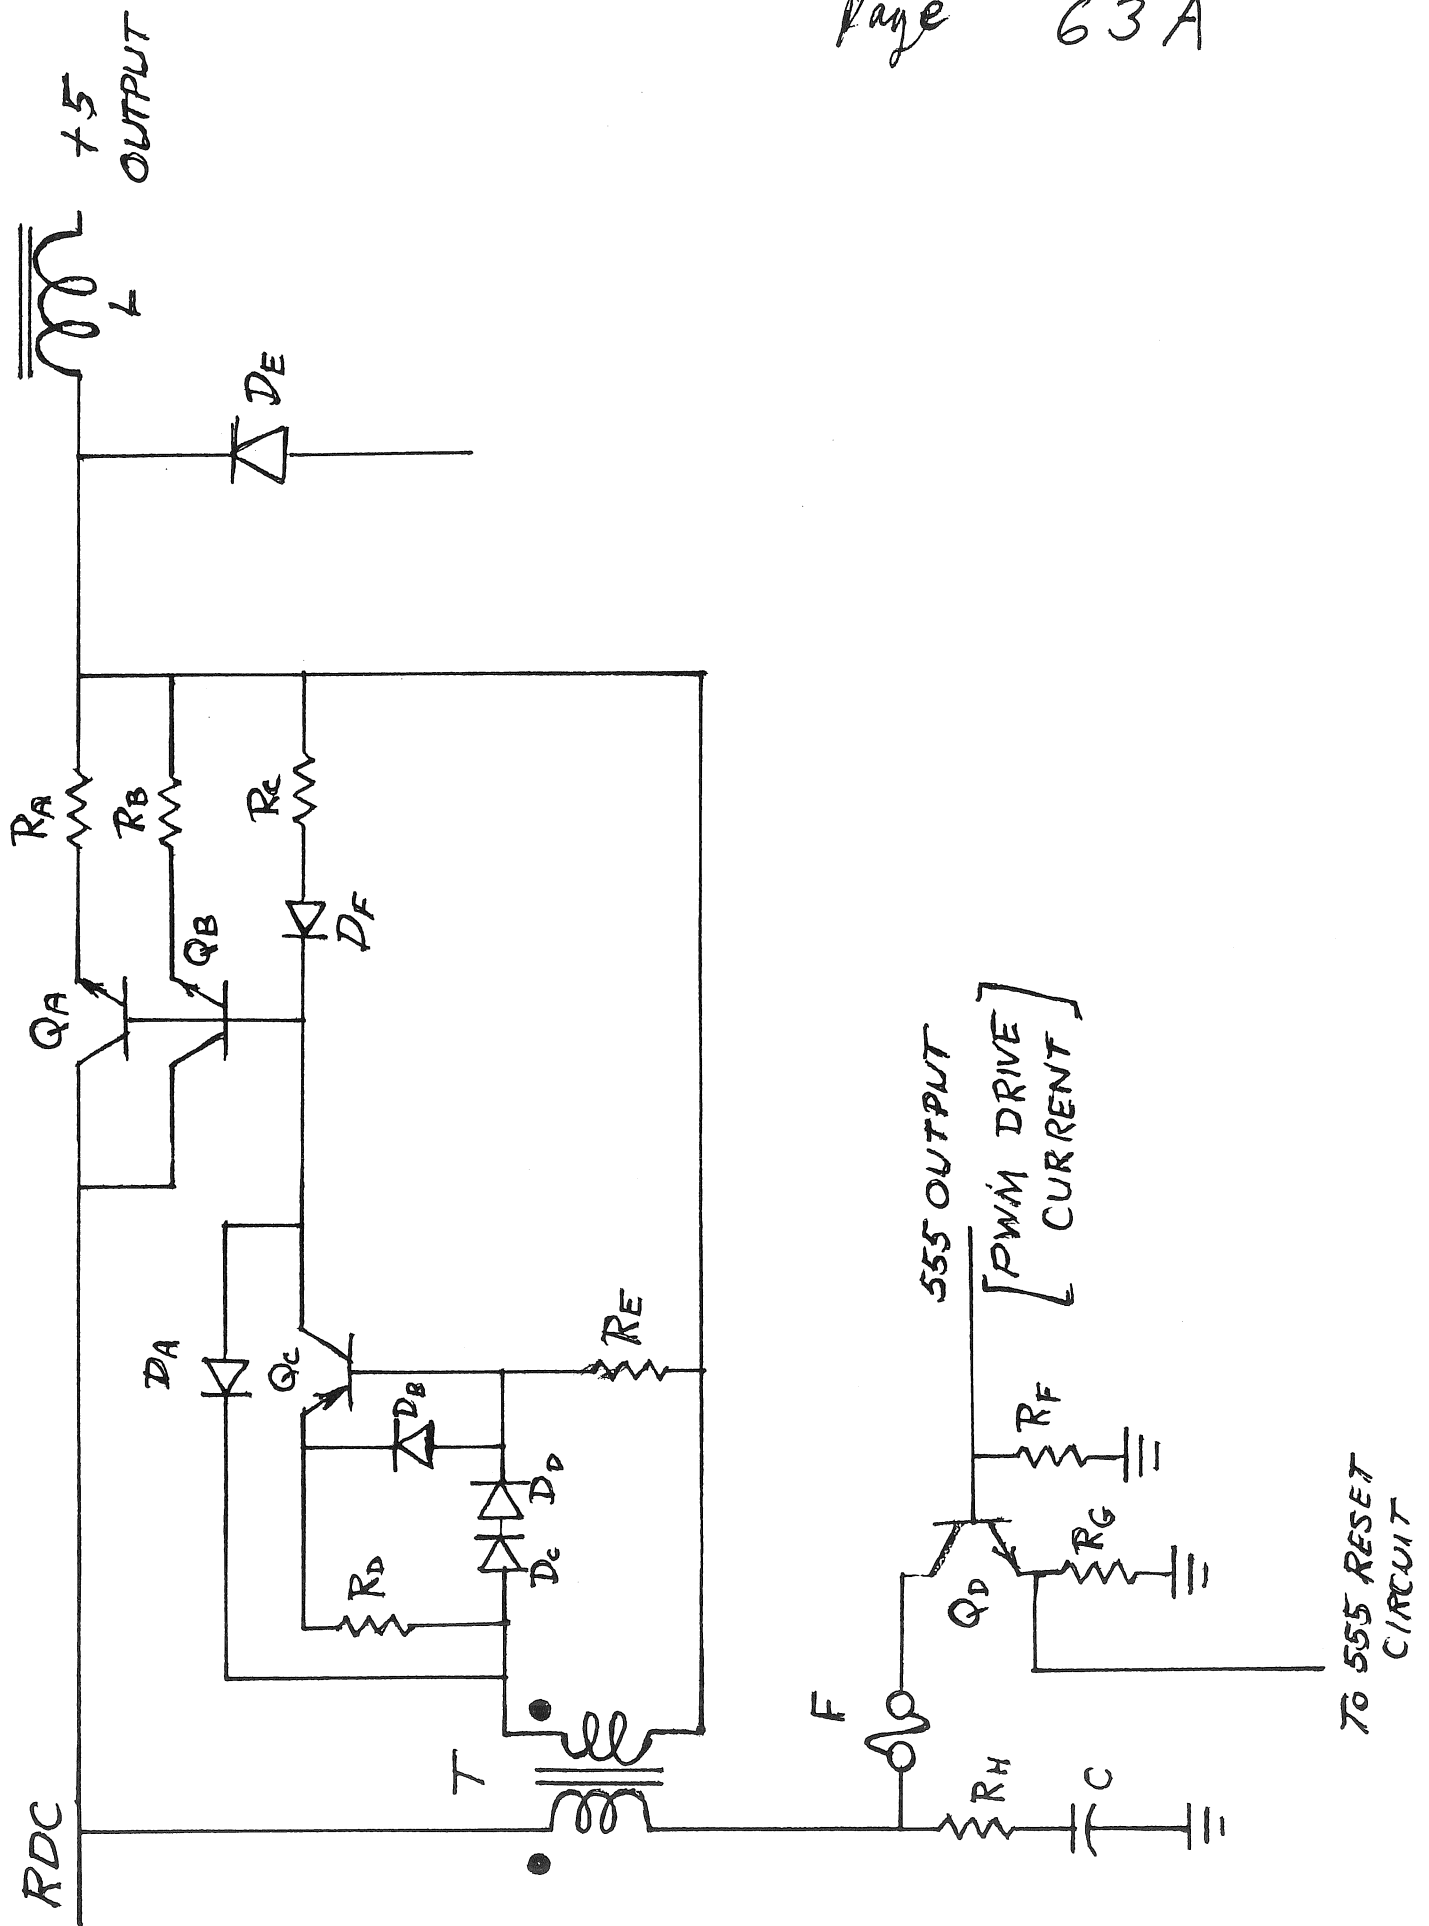 Page 63A
RDC
+5
OUTPUT
L
DE
RA
RB
RC
QA
QB
DF
DA
QC
DB
RE
DD
DC
RD
T
555 OUTPUT
[PWM DRIVE
CURRENT]
RF
QD
RG
F
RH
C
TO 555 RESET
CIRCUIT